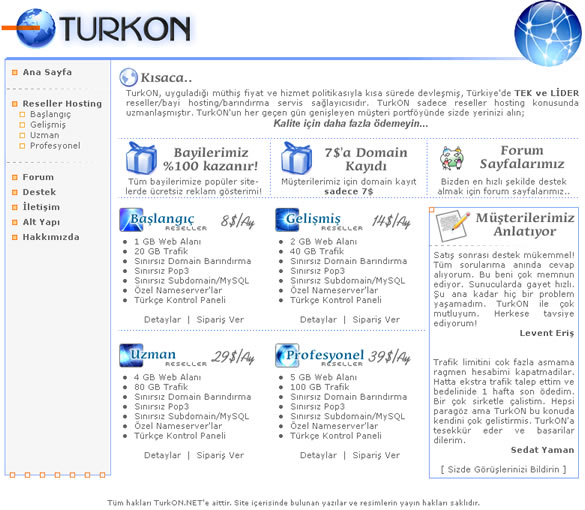 TURKON
Ana Sayfa
Reseller Hosting
Başlangıç
Gelişmiş
Uzman
Profesyonel
Forum
Destek
İletişim
Alt Yapı
Hakkımızda
Kısaca..
TurkON, uyguladığı müthiş fiyat ve hizmet politikasıyla kısa sürede devleşmiş, Türkiye'de TEK ve LİDER
reseller/bayi hosting/barındırma servis sağlayıcısıdır. TurkON sadece reseller hosting konusunda
uzmanlaşmıştır. TurkON'un her geçen gün genişleyen müşteri portföyünde sizde yerinizi alın;
Kalite için daha fazla ödemeyin...
Bayilerimiz
%100 kazanır!
Tüm bayilerimize popüler site-
lerde ücretsiz reklam gösterimi!
7$'a Domain
Kaydı
Müşterilerimiz için domain kayıt
sadece 7$
Forum
Sayfalarımız
Bizden en hızlı şekilde destek
almak için forum sayfalarımız..
Başlangıç 8$/Ay
RESELLER
1 GB Web Alanı
20 GB Trafik
Sınırsız Domain Barındırma
Sınırsız Pop3
Sınırsız Subdomain/MySQL
Özel Nameserver'lar
Türkçe Kontrol Paneli
Detaylar | Sipariş Ver
Gelişmiş 14$/Ay
RESELLER
2 GB Web Alanı
40 GB Trafik
Sınırsız Domain Barındırma
Sınırsız Pop3
Sınırsız Subdomain/MySQL
Özel Nameserver'lar
Türkçe Kontrol Paneli
Detaylar | Sipariş Ver
Uzman 29$/Ay
RESELLER
4 GB Web Alanı
80 GB Trafik
Sınırsız Domain Barındırma
Sınırsız Pop3
Sınırsız Subdomain/MySQL
Özel Nameserver'lar
Türkçe Kontrol Paneli
Detaylar | Sipariş Ver
Profesyonel 39$/Ay
RESELLER
5 GB Web Alanı
100 GB Trafik
Sınırsız Domain Barındırma
Sınırsız Pop3
Sınırsız Subdomain/MySQL
Özel Nameserver'lar
Türkçe Kontrol Paneli
Detaylar | Sipariş Ver
Müşterilerimiz
Anlatıyor
Satış sonrası destek mükemmel!
Tüm sorularıma anında cevap
alıyorum. Bu beni çok memnun
ediyor. Sunucularda gayet hızlı.
Şu ana kadar hiç bir problem
yaşamadım. TurkON ile çok
mutluyum. Herkese tavsiye
ediyorum!
Levent Eriş
Trafik limitini cok fazla asmama
ragmen hesabimi kapatmadilar.
Hatta ekstra trafik talep ettim ve
bedelinide 1 hafta son ödedim.
Bir çok sirketle çalistim. Hepsi
paragöz ama TurkON bu konuda
kendini çok gelistirmis. TurkON'a
tesekkür eder ve basarilar
dilerim.
Sedat Yaman
[ Sizde Görüşlerinizi Bildirin ]
Tüm hakları TurkON.NET'e aittir. Site içerisinde bulunan yazılar ve resimlerin yayın hakları saklıdır.